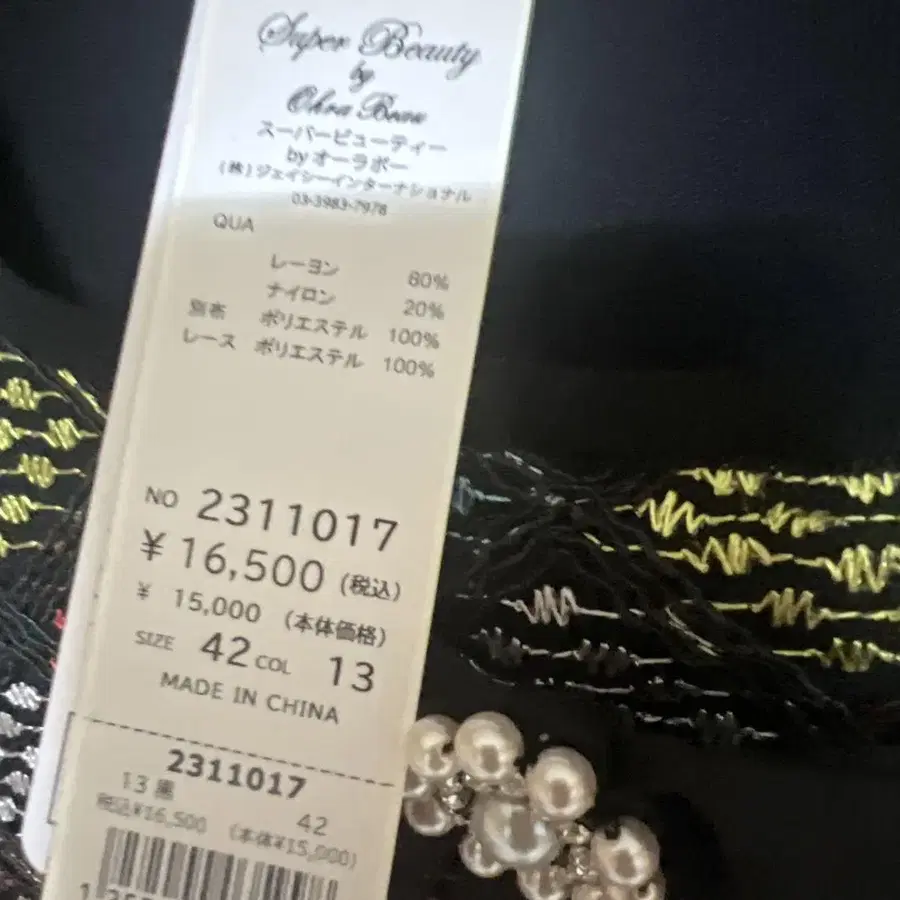 Super Beauty
by
Ohra Beau
スーパービューティー
by オーラボー
(株)ジェイシーインターナショナル
03-3983-7978
QUA
レーヨン 80%
ナイロン 20%
別布 ポリエステル 100%
レース ポリエステル 100%
NO 2311017
¥16,500 (税込)
¥ 15,000 (本体価格)
SIZE 42 COL 13
MADE IN CHINA
2311017
13黒 42
税込¥16,500 (本体¥15,000)